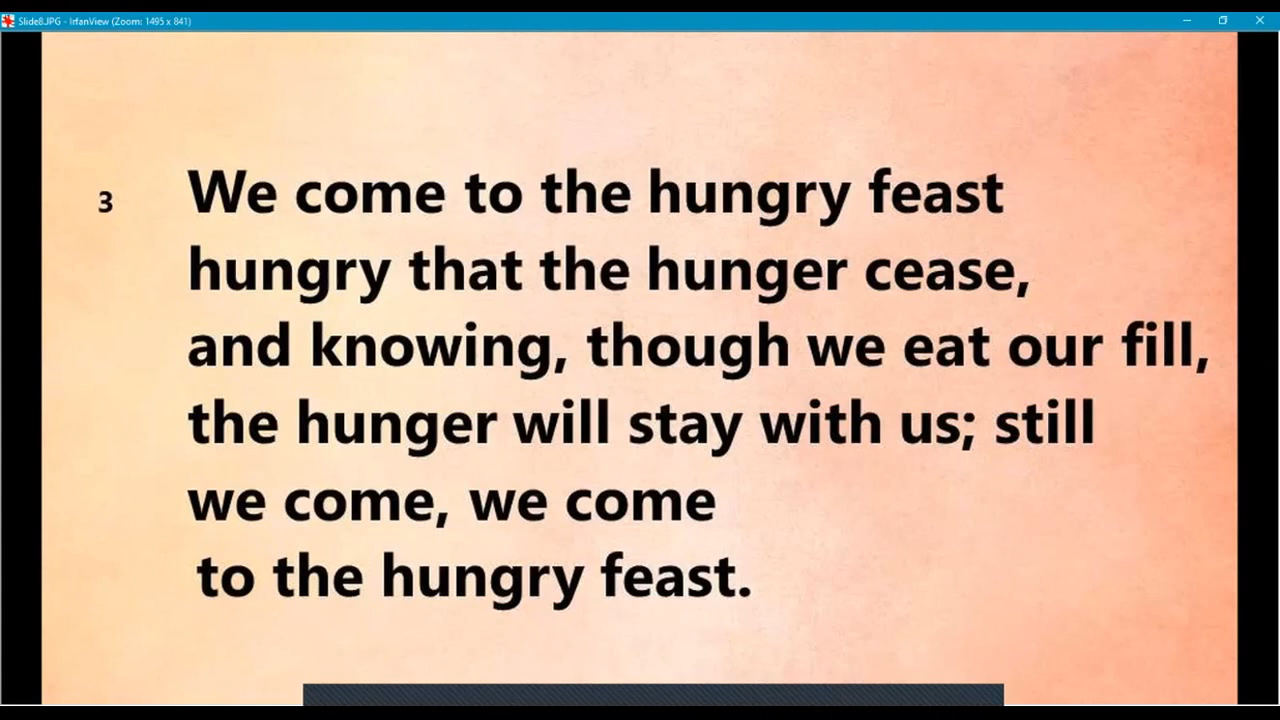 Slide8.JPG - IrfanView (Zoom: 1495 x 841)
3 We come to the hungry feast
hungry that the hunger cease,
and knowing, though we eat our fill,
the hunger will stay with us; still
we come, we come
to the hungry feast.